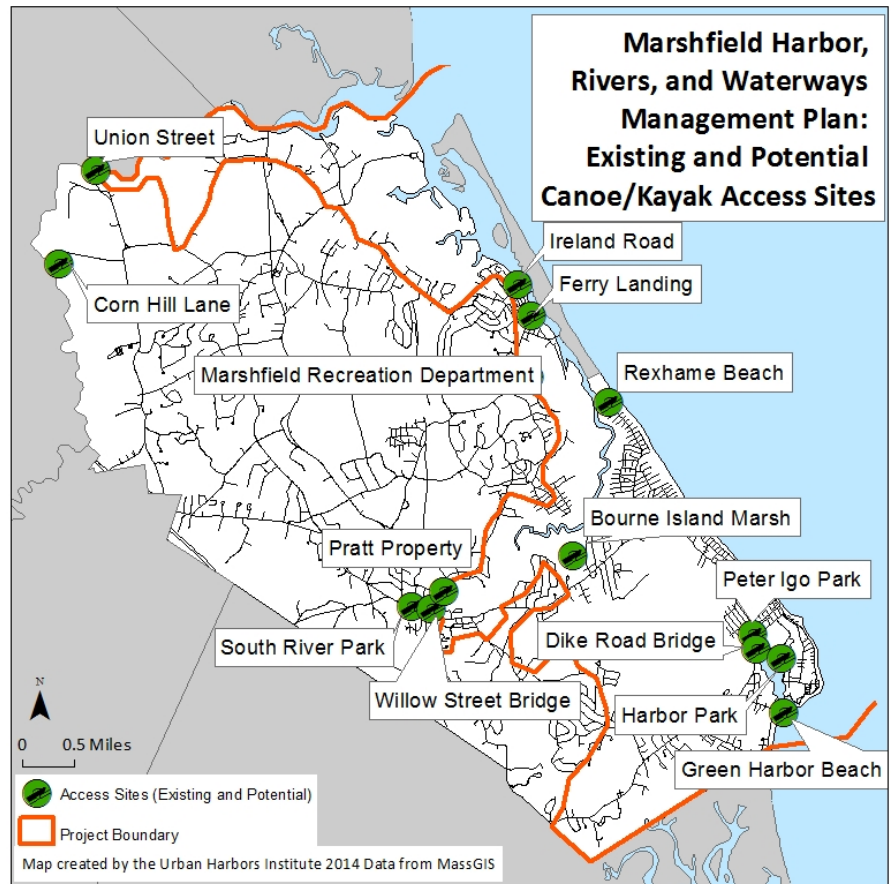 Marshfield Harbor,
Rivers, and Waterways
Management Plan:
Existing and Potential
Canoe/Kayak Access Sites
Union Street
Ireland Road
Ferry Landing
Corn Hill Lane
Marshfield Recreation Department
Rexhame Beach
Bourne Island Marsh
Pratt Property
Peter Igo Park
South River Park
Dike Road Bridge
Willow Street Bridge
Harbor Park
Green Harbor Beach
N
0 0.5 Miles
Access Sites (Existing and Potential)
Project Boundary
Map created by the Urban Harbors Institute 2014 Data from MassGIS